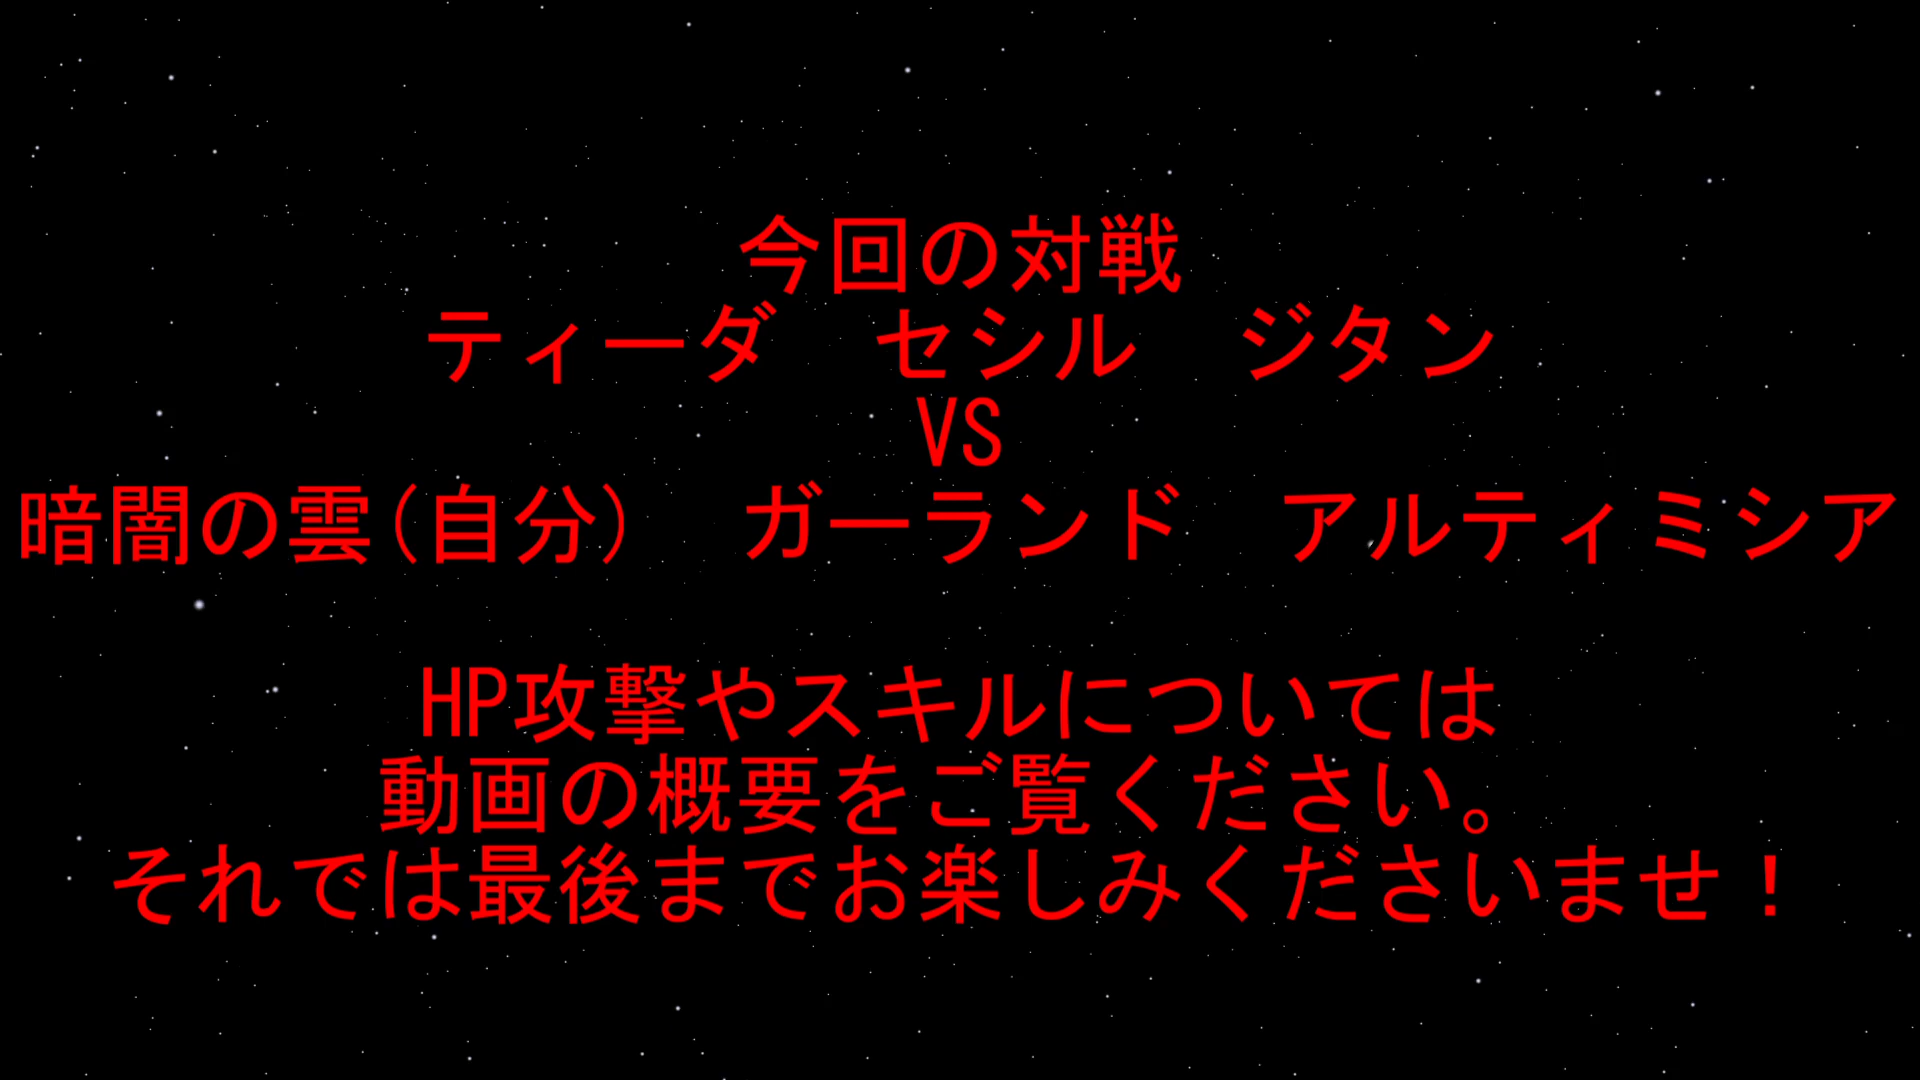 今回の対戦
ティーダ　セシル　ジタン
VS
暗闇の雲(自分)　ガーランド　アルティミシア
HP攻撃やスキルについては
動画の概要をご覧ください。
それでは最後までお楽しみくださいませ！